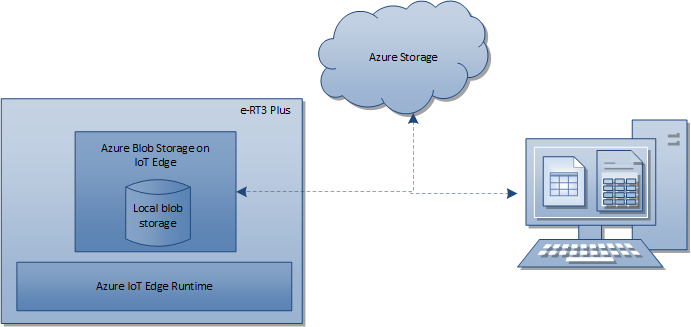 Azure Storage
e-RT3 Plus
Azure Blob Storage on
IoT Edge
Local blob
storage
Azure IoT Edge Runtime